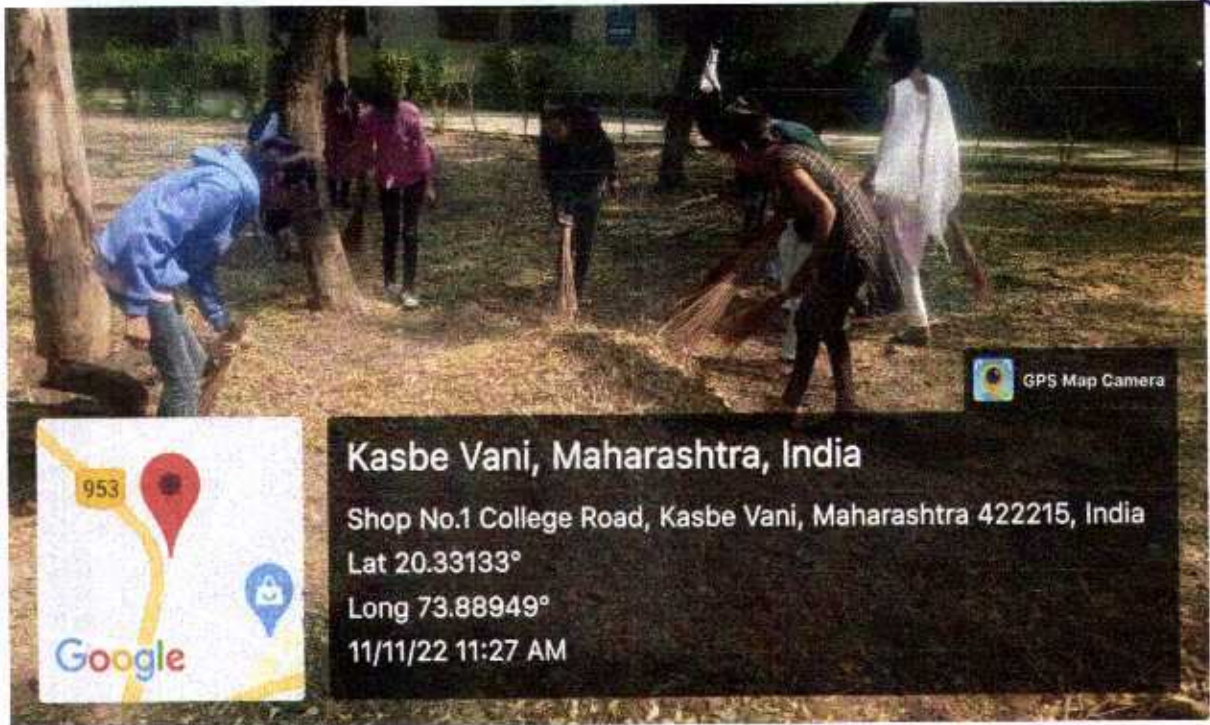 GPS Map Camera
953
Google
Kasbe Vani, Maharashtra, India
Shop No.1 College Road, Kasbe Vani, Maharashtra 422215, India
Lat 20.33133°
Long 73.88949°
11/11/22 11:27 AM